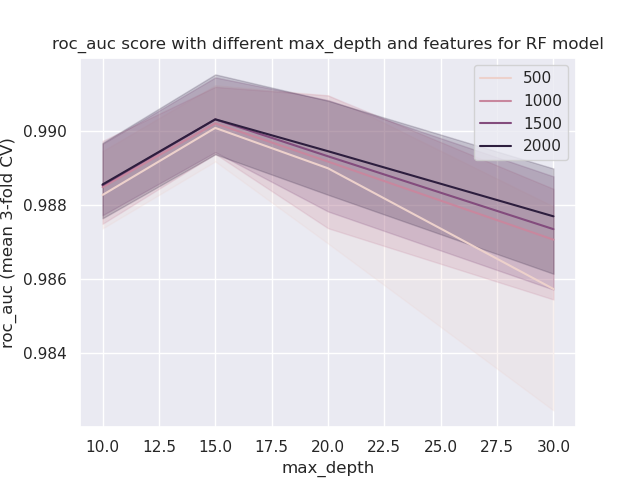 roc_auc score with different max_depth and features for RF model
500
1000
1500
2000
0.990
0.988
0.986
0.984
roc_auc (mean 3-fold CV)
10.0 12.5 15.0 17.5 20.0 22.5 25.0 27.5 30.0
max_depth